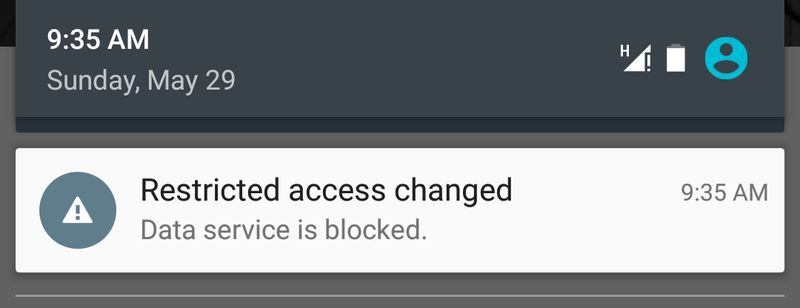 9:35 AM
H
Sunday, May 29
Restricted access changed
9:35 AM
Data service is blocked.